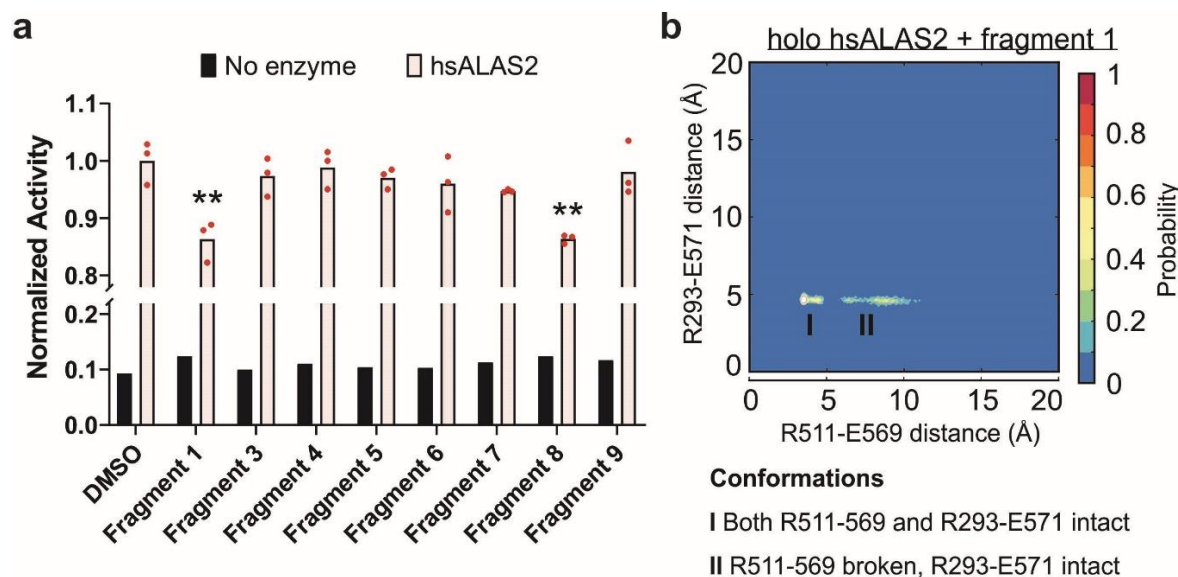 a
No enzyme hsALAS2
Normalized Activity
1.1
1.0
0.9
0.8
0.2
0.1
0.0
**
**
DMSO
Fragment 1
Fragment 3
Fragment 4
Fragment 5
Fragment 6
Fragment 7
Fragment 8
Fragment 9
b
holo hsALAS2 + fragment 1
R293-E571 distance (Å)
20
15
10
5
0
I II
0 5 10 15 20
R511-E569 distance (Å)
1
0.8
0.6
0.4
0.2
0
Probability
Conformations
I Both R511-569 and R293-E571 intact
II R511-569 broken, R293-E571 intact